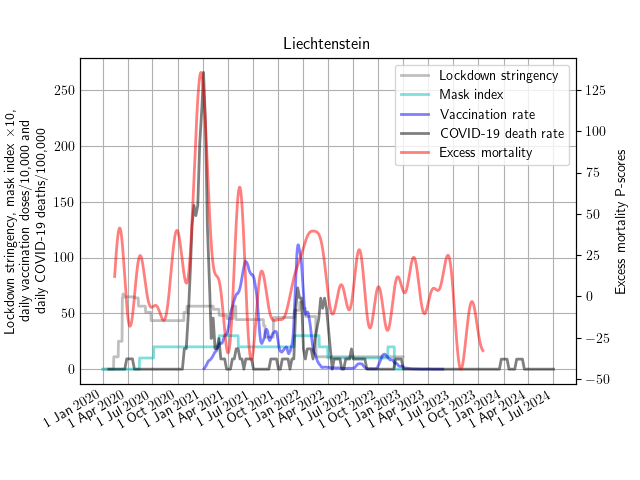 Liechtenstein
Lockdown stringency, mask index ×10,
daily vaccination doses/10,000 and
daily COVID-19 deaths/100,000
250
200
150
100
50
0
Lockdown stringency
Mask index
Vaccination rate
COVID-19 death rate
Excess mortality
125
100
75
50
25
0
−25
−50
Excess mortality P-scores
1 Jan 2020
1 Apr 2020
1 Jul 2020
1 Oct 2020
1 Jan 2021
1 Apr 2021
1 Jul 2021
1 Oct 2021
1 Jan 2022
1 Apr 2022
1 Jul 2022
1 Oct 2022
1 Jan 2023
1 Apr 2023
1 Jul 2023
1 Oct 2023
1 Jan 2024
1 Apr 2024
1 Jul 2024